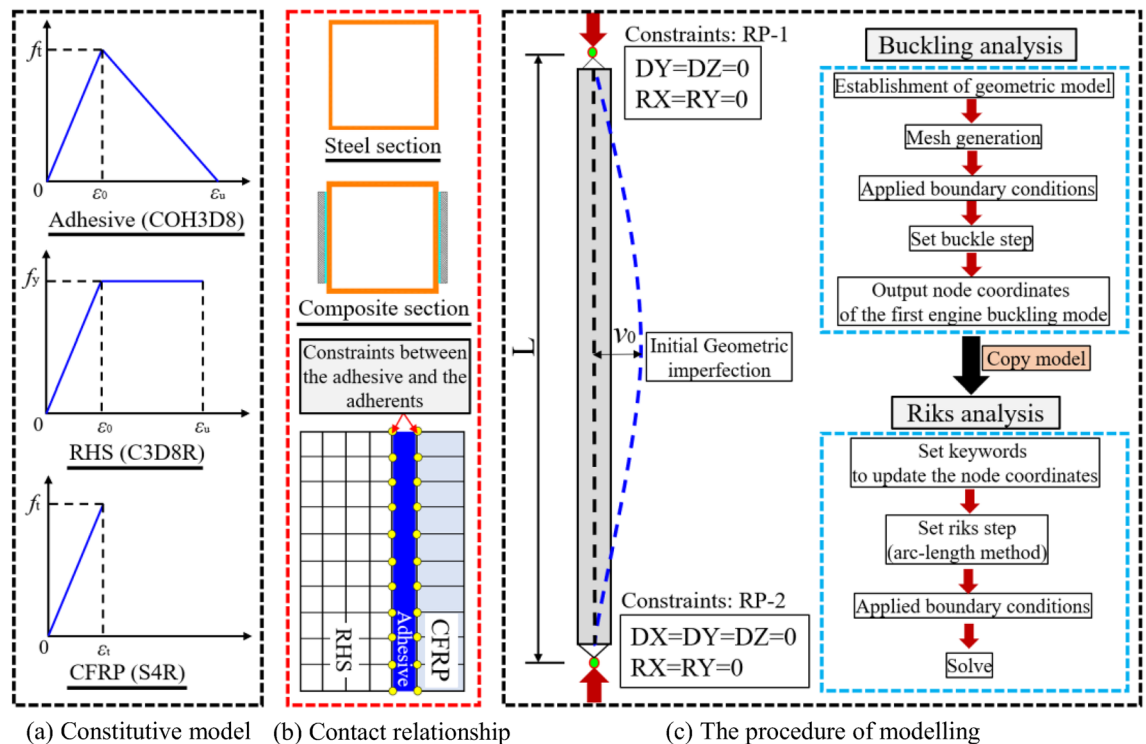 ft
0
ε0
εu
Adhesive (COH3D8)
fy
0
ε0
εu
RHS (C3D8R)
ft
0
εt
CFRP (S4R)
(a) Constitutive model
Steel section
Composite section
Constraints between
the adhesive and the
adherents
RHS
Adhesive
CFRP
(b) Contact relationship
Constraints: RP-1
DY=DZ=0
RX=RY=0
L
v0
Initial Geometric
imperfection
Constraints: RP-2
DX=DY=DZ=0
RX=RY=0
Buckling analysis
Establishment of geometric model
Mesh generation
Applied boundary conditions
Set buckle step
Output node coordinates
of the first engine buckling mode
Copy model
Riks analysis
Set keywords
to update the node coordinates
Set riks step
(arc-length method)
Applied boundary conditions
Solve
(c) The procedure of modelling